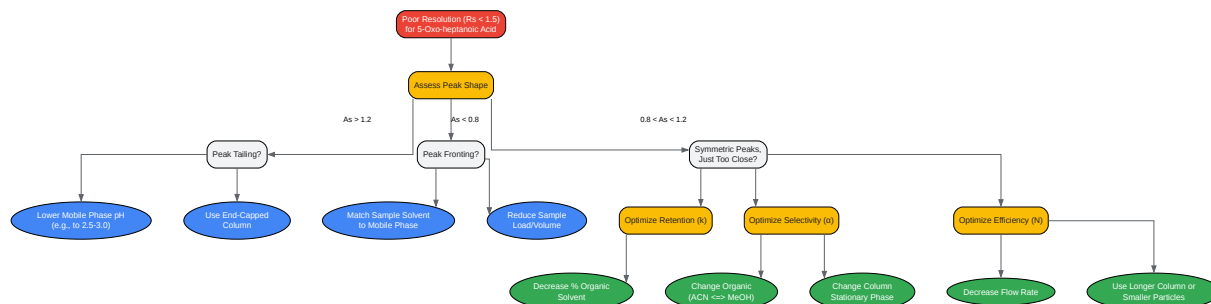 Poor Resolution (Rs < 1.5)
for 5-Oxo-heptanoic Acid
Assess Peak Shape
As > 1.2
As < 0.8
0.8 < As < 1.2
Peak Tailing?
Peak Fronting?
Symmetric Peaks,
Just Too Close?
Lower Mobile Phase pH
(e.g., to 2.5-3.0)
Use End-Capped
Column
Match Sample Solvent
to Mobile Phase
Reduce Sample
Load/Volume
Optimize Retention (k)
Optimize Selectivity (α)
Optimize Efficiency (N)
Decrease % Organic
Solvent
Change Organic
(ACN <=> MeOH)
Change Column
Stationary Phase
Decrease Flow Rate
Use Longer Column or
Smaller Particles